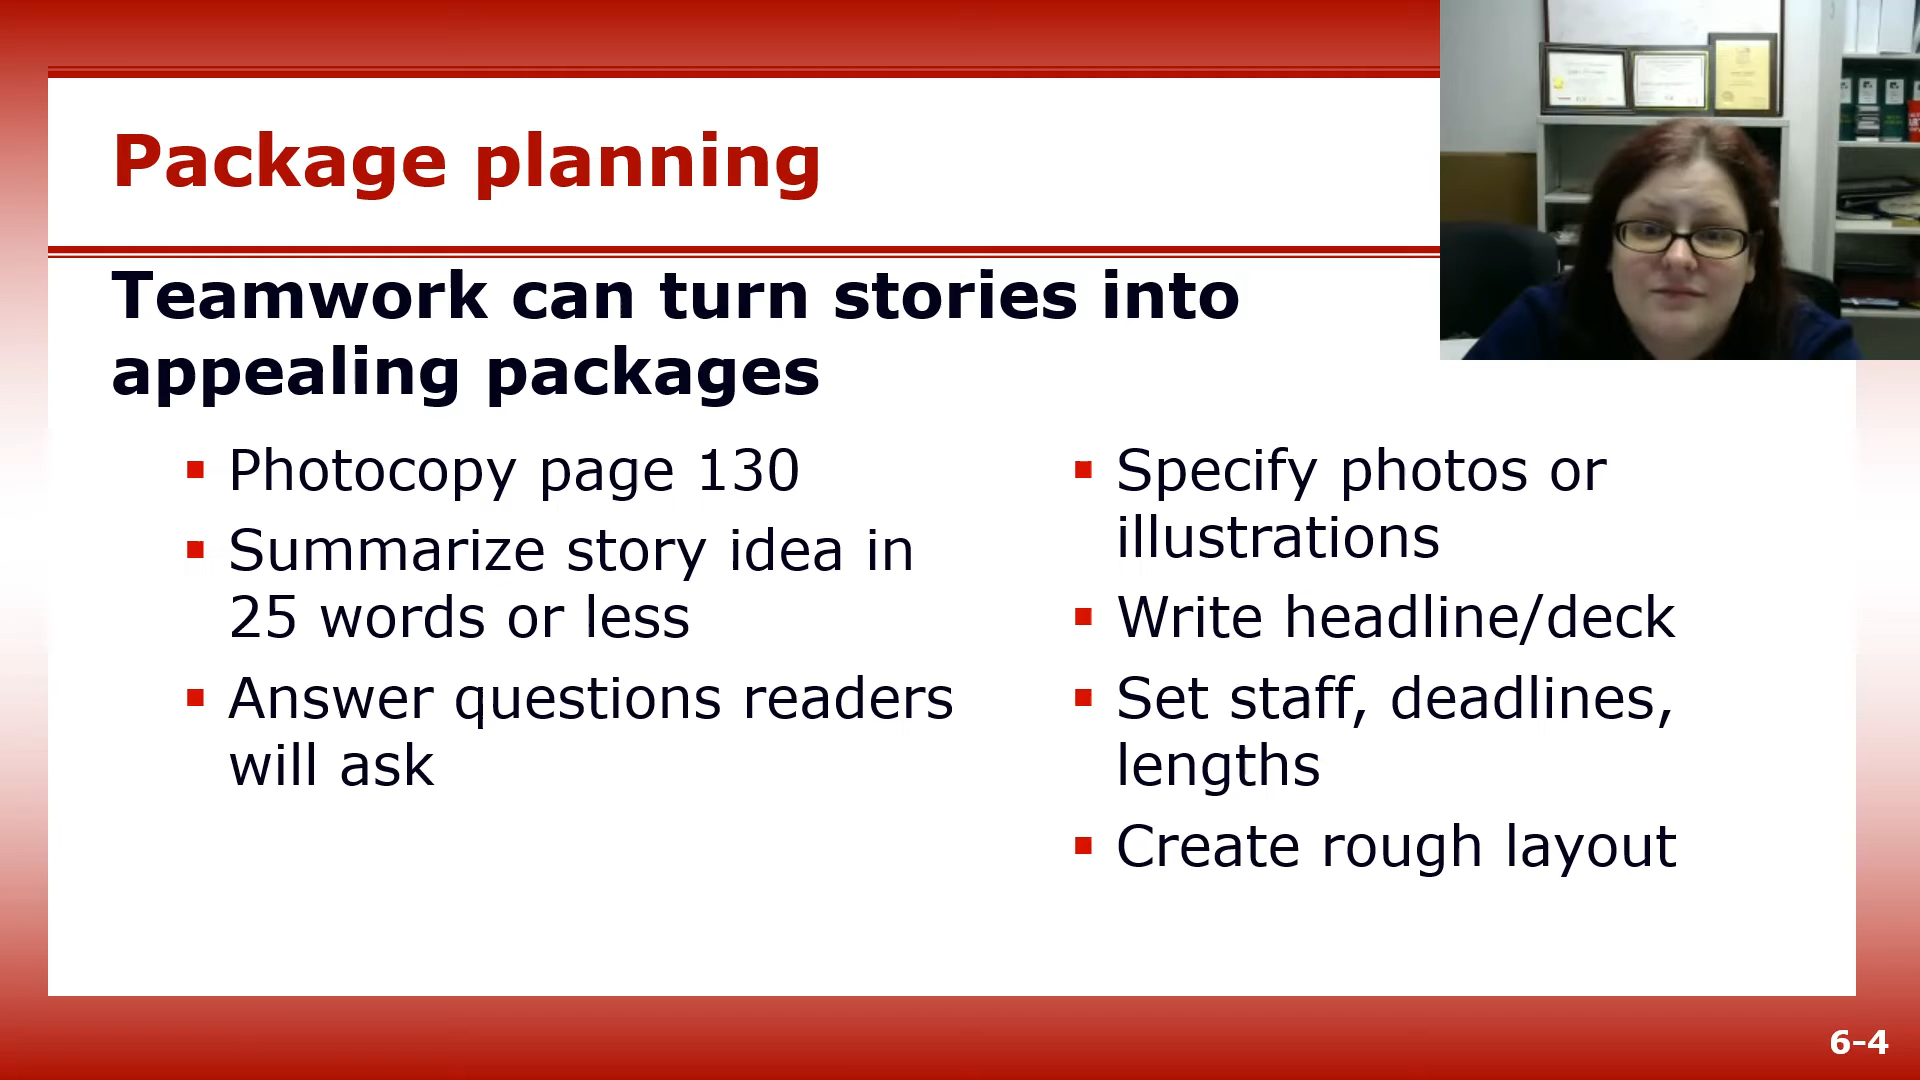 Package planning
Teamwork can turn stories into
appealing packages
Photocopy page 130
Summarize story idea in
25 words or less
Answer questions readers
will ask
Specify photos or
illustrations
Write headline/deck
Set staff, deadlines,
lengths
Create rough layout
6-4